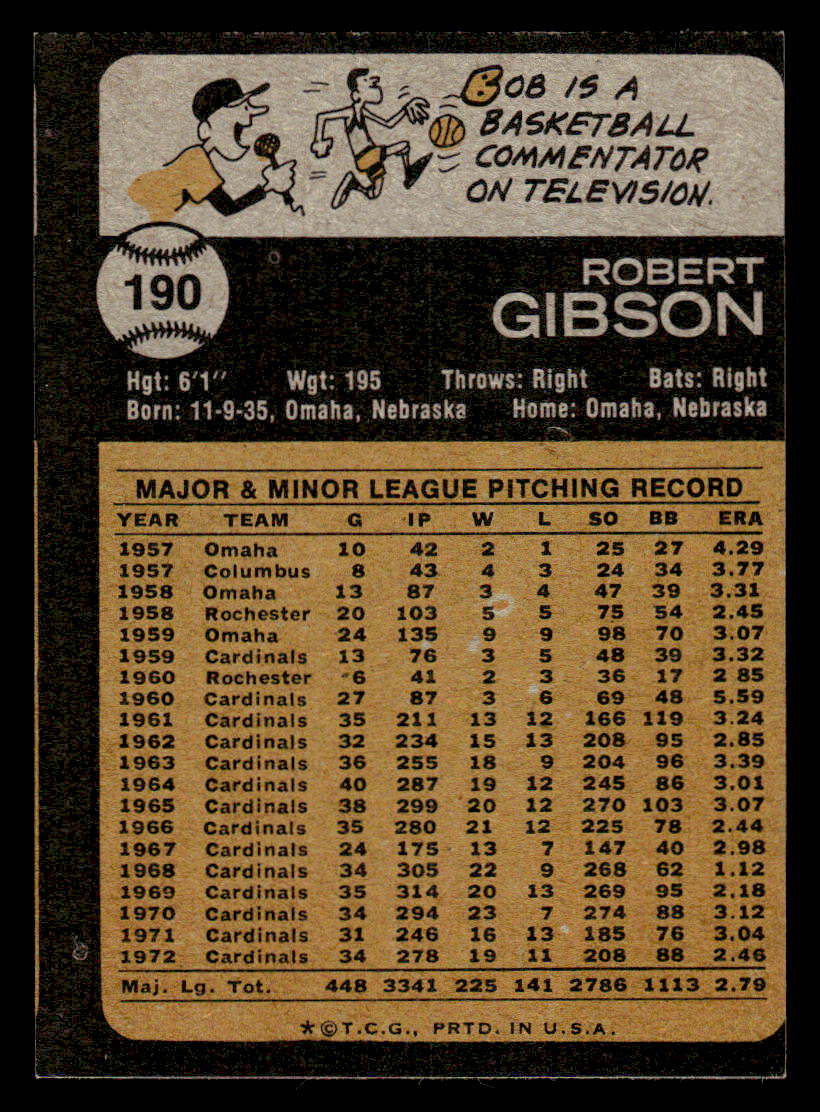 BOB IS A
BASKETBALL
COMMENTATOR
ON TELEVISION.
190
ROBERT
GIBSON
Hgt: 6'1" Wgt: 195 Throws: Right Bats: Right
Born: 11-9-35, Omaha, Nebraska Home: Omaha, Nebraska
MAJOR & MINOR LEAGUE PITCHING RECORD
YEAR TEAM G IP W L SO BB ERA
1957 Omaha 10 42 2 1 25 27 4.29
1957 Columbus 8 43 4 3 24 34 3.77
1958 Omaha 13 87 3 4 47 39 3.31
1958 Rochester 20 103 5 5 75 54 2.45
1959 Omaha 24 135 9 9 98 70 3.07
1959 Cardinals 13 76 3 5 48 39 3.32
1960 Rochester 6 41 2 3 36 17 2 85
1960 Cardinals 27 87 3 6 69 48 5.59
1961 Cardinals 35 211 13 12 166 119 3.24
1962 Cardinals 32 234 15 13 208 95 2.85
1963 Cardinals 36 255 18 9 204 96 3.39
1964 Cardinals 40 287 19 12 245 86 3.01
1965 Cardinals 38 299 20 12 270 103 3.07
1966 Cardinals 35 280 21 12 225 78 2.44
1967 Cardinals 24 175 13 7 147 40 2.98
1968 Cardinals 34 305 22 9 268 62 1.12
1969 Cardinals 35 314 20 13 269 95 2.18
1970 Cardinals 34 294 23 7 274 88 3.12
1971 Cardinals 31 246 16 13 185 76 3.04
1972 Cardinals 34 278 19 11 208 88 2.46
Maj. Lg. Tot. 448 3341 225 141 2786 1113 2.79
*©T.C.G., PRTD. IN U.S.A.